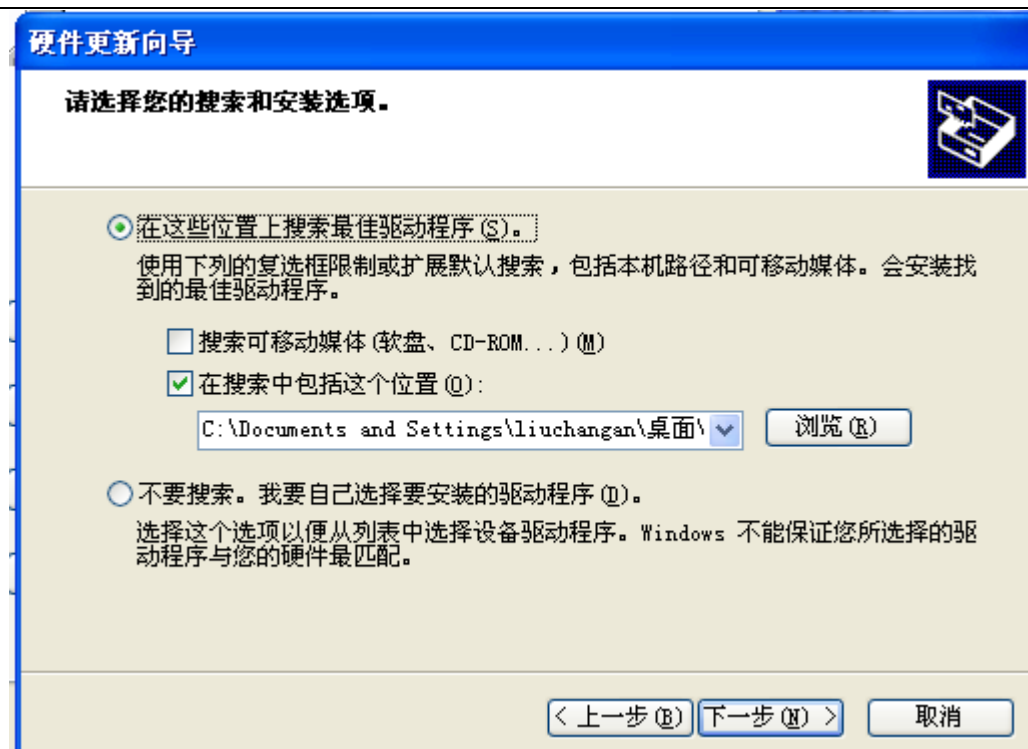 硬件更新向导
请选择您的搜索和安装选项。
在这些位置上搜索最佳驱动程序(S)。
使用下列的复选框限制或扩展默认搜索，包括本机路径和可移动媒体。会安装找
到的最佳驱动程序。
搜索可移动媒体(软盘、CD-ROM...)(M)
在搜索中包括这个位置(O):
C:\Documents and Settings\liuchangan\桌面\
浏览(R)
不要搜索。我要自己选择要安装的驱动程序(D)。
选择这个选项以便从列表中选择设备驱动程序。Windows 不能保证您所选择的驱
动程序与您的硬件最匹配。
< 上一步(B) 下一步(N) > 取消